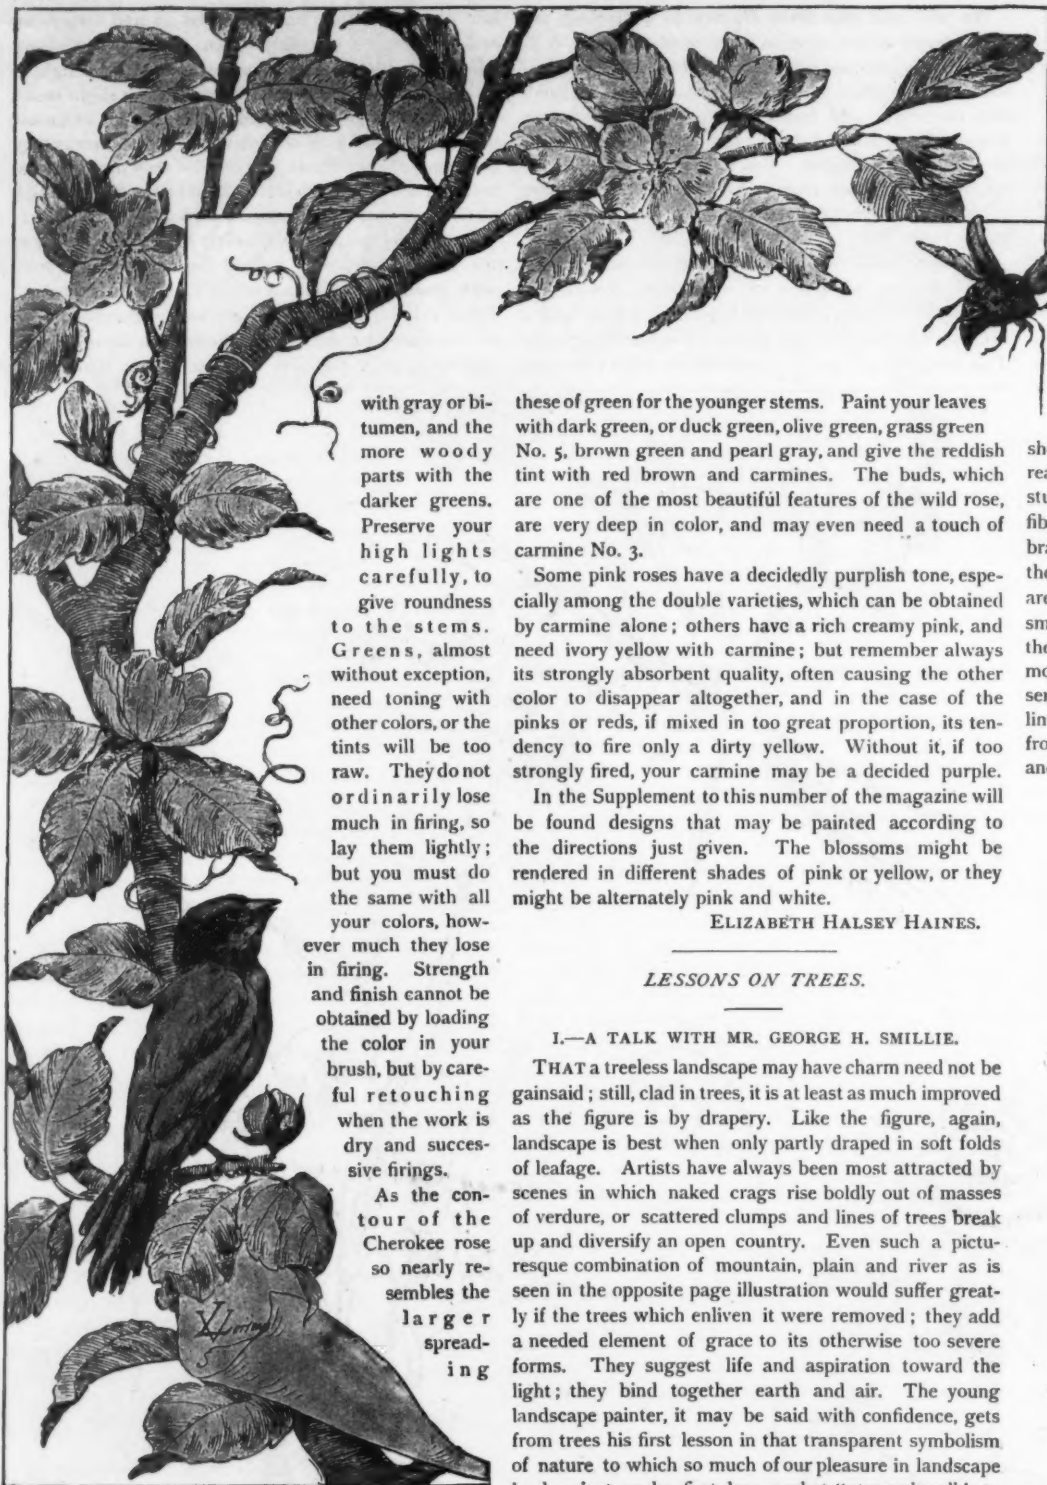 with gray or bi-
tumen, and the
more woody
parts with the
darker greens.
Preserve your
high lights
carefully, to
give roundness
to the stems.
Greens, almost
without exception,
need toning with
other colors, or the
tints will be too
raw. They do not
ordinarily lose
much in firing, so
lay them lightly;
but you must do
the same with all
your colors, how-
ever much they lose
in firing. Strength
and finish cannot be
obtained by loading
the color in your
brush, but by care-
ful retouching
when the work is
dry and succes-
sive firings.
As the con-
tour of the
Cherokee rose
so nearly re-
sembles the
larger
spread-
ing
these of green for the younger stems. Paint your leaves
with dark green, or duck green, olive green, grass green
No. 5, brown green and pearl gray, and give the reddish
tint with red brown and carmines. The buds, which
are one of the most beautiful features of the wild rose,
are very deep in color, and may even need a touch of
carmine No. 3.
Some pink roses have a decidedly purplish tone, espe-
cially among the double varieties, which can be obtained
by carmine alone; others have a rich creamy pink, and
need ivory yellow with carmine; but remember always
its strongly absorbent quality, often causing the other
color to disappear altogether, and in the case of the
pinks or reds, if mixed in too great proportion, its ten-
dency to fire only a dirty yellow. Without it, if too
strongly fired, your carmine may be a decided purple.
In the Supplement to this number of the magazine will
be found designs that may be painted according to
the directions just given. The blossoms might be
rendered in different shades of pink or yellow, or they
might be alternately pink and white.
ELIZABETH HALSEY HAINES.
LESSONS ON TREES.
I.—A TALK WITH MR. GEORGE H. SMILLIE.
THAT a treeless landscape may have charm need not be
gainsaid; still, clad in trees, it is at least as much improved
as the figure is by drapery. Like the figure, again,
landscape is best when only partly draped in soft folds
of leafage. Artists have always been most attracted by
scenes in which naked crags rise boldly out of masses
of verdure, or scattered clumps and lines of trees break
up and diversify an open country. Even such a pictu-
resque combination of mountain, plain and river as is
seen in the opposite page illustration would suffer great-
ly if the trees which enliven it were removed; they add
a needed element of grace to its otherwise too severe
forms. They suggest life and aspiration toward the
light; they bind together earth and air. The young
landscape painter, it may be said with confidence, gets
from trees his first lesson in that transparent symbolism
of nature to which so much of our pleasure in landscape
sh
rea
stu
fib
bra
the
are
sm
the
mo
ser
lin
fro
and